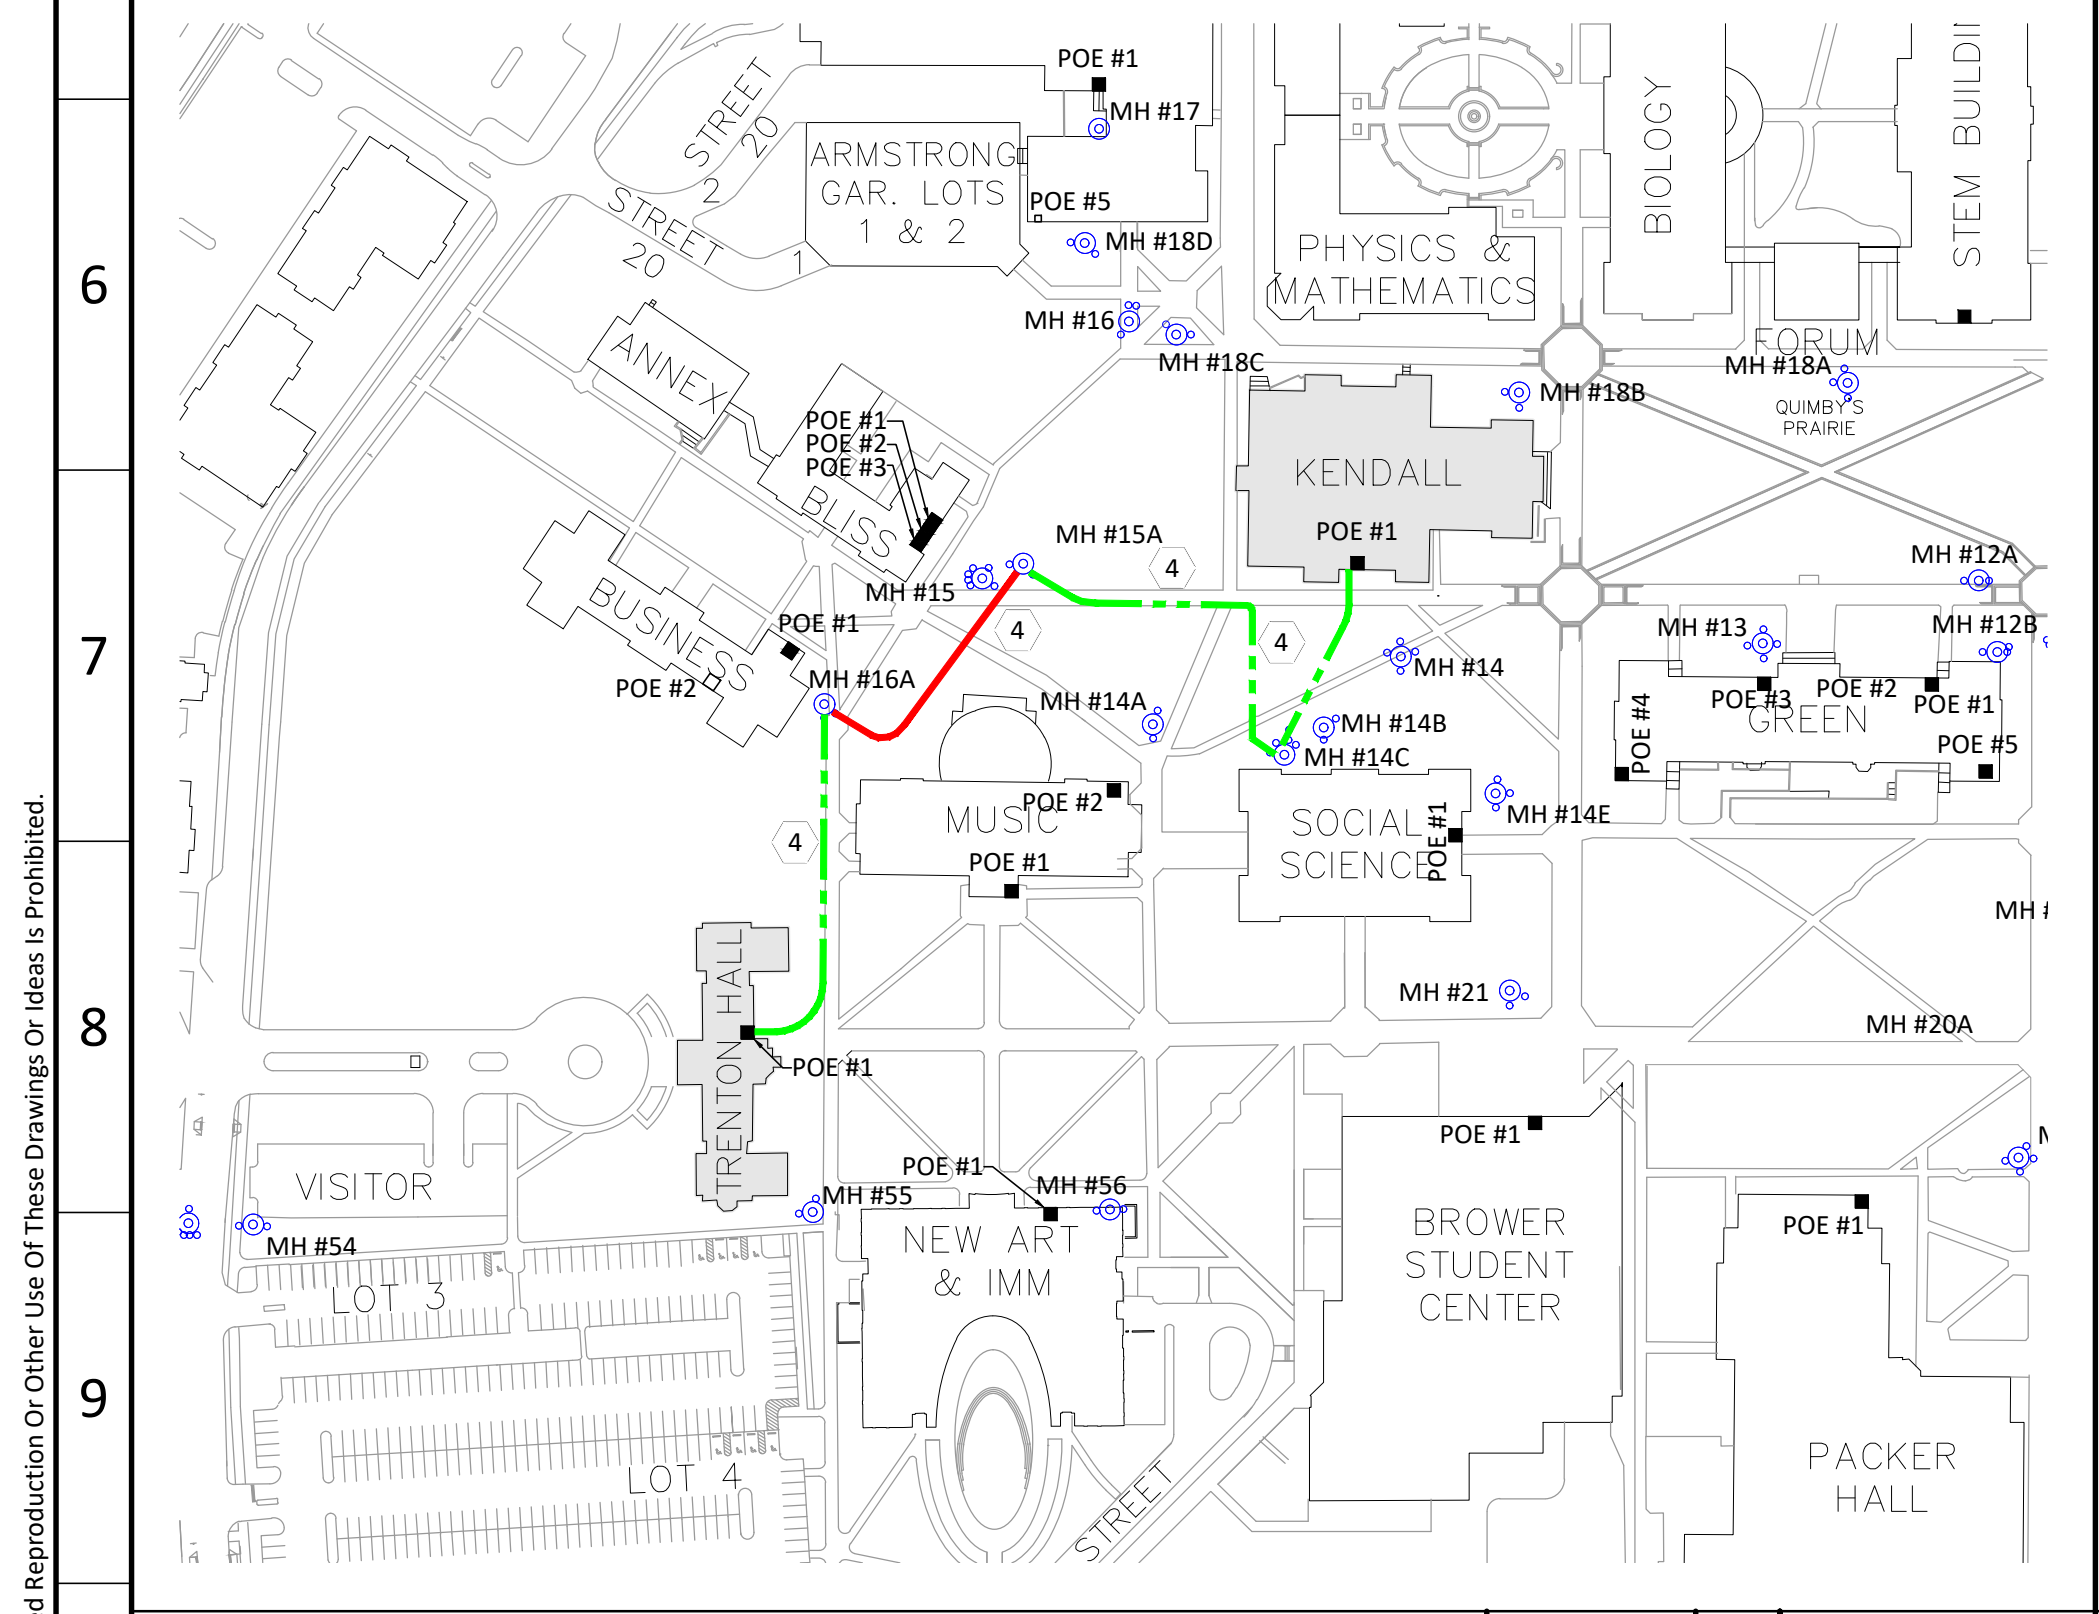 POE #1
MH #17
STREET
20
2
ARMSTRONG
GAR. LOTS
1 & 2
POE #5
MH #18D
STREET
20
1
PHYSICS &
MATHEMATICS
BIOLOGY
6
MH #16
MH #18C
FORUM
MH #18A
MH #18B
QUIMBY'S
PRAIRIE
ANNEX
POE #1
POE #2
POE #3
BLISS
KENDALL
POE #1
MH #15A
4
MH #12A
MH #15
BUSINESS
POE #1
4
4
MH #13
MH #12B
7
MH #14
POE #2
MH #16A
MH #14A
MH #14B
MH #14C
POE #4
POE #3
POE #2
POE #1
GREEN
POE #5
MUSIC
POE #2
POE #1
4
SOCIAL
SCIENCE
POE #1
MH #14E
MH #
TRENTON HALL
POE #1
MH #21
MH #20A
8
POE #1
VISITOR
POE #1
MH #56
MH #55
MH #54
NEW ART
& IMM
BROWER
STUDENT
CENTER
POE #1
LOT 3
9
LOT 4
STREET
PACKER
HALL
ed Reproduction Or Other Use Of These Drawings Or Ideas Is Prohibited.